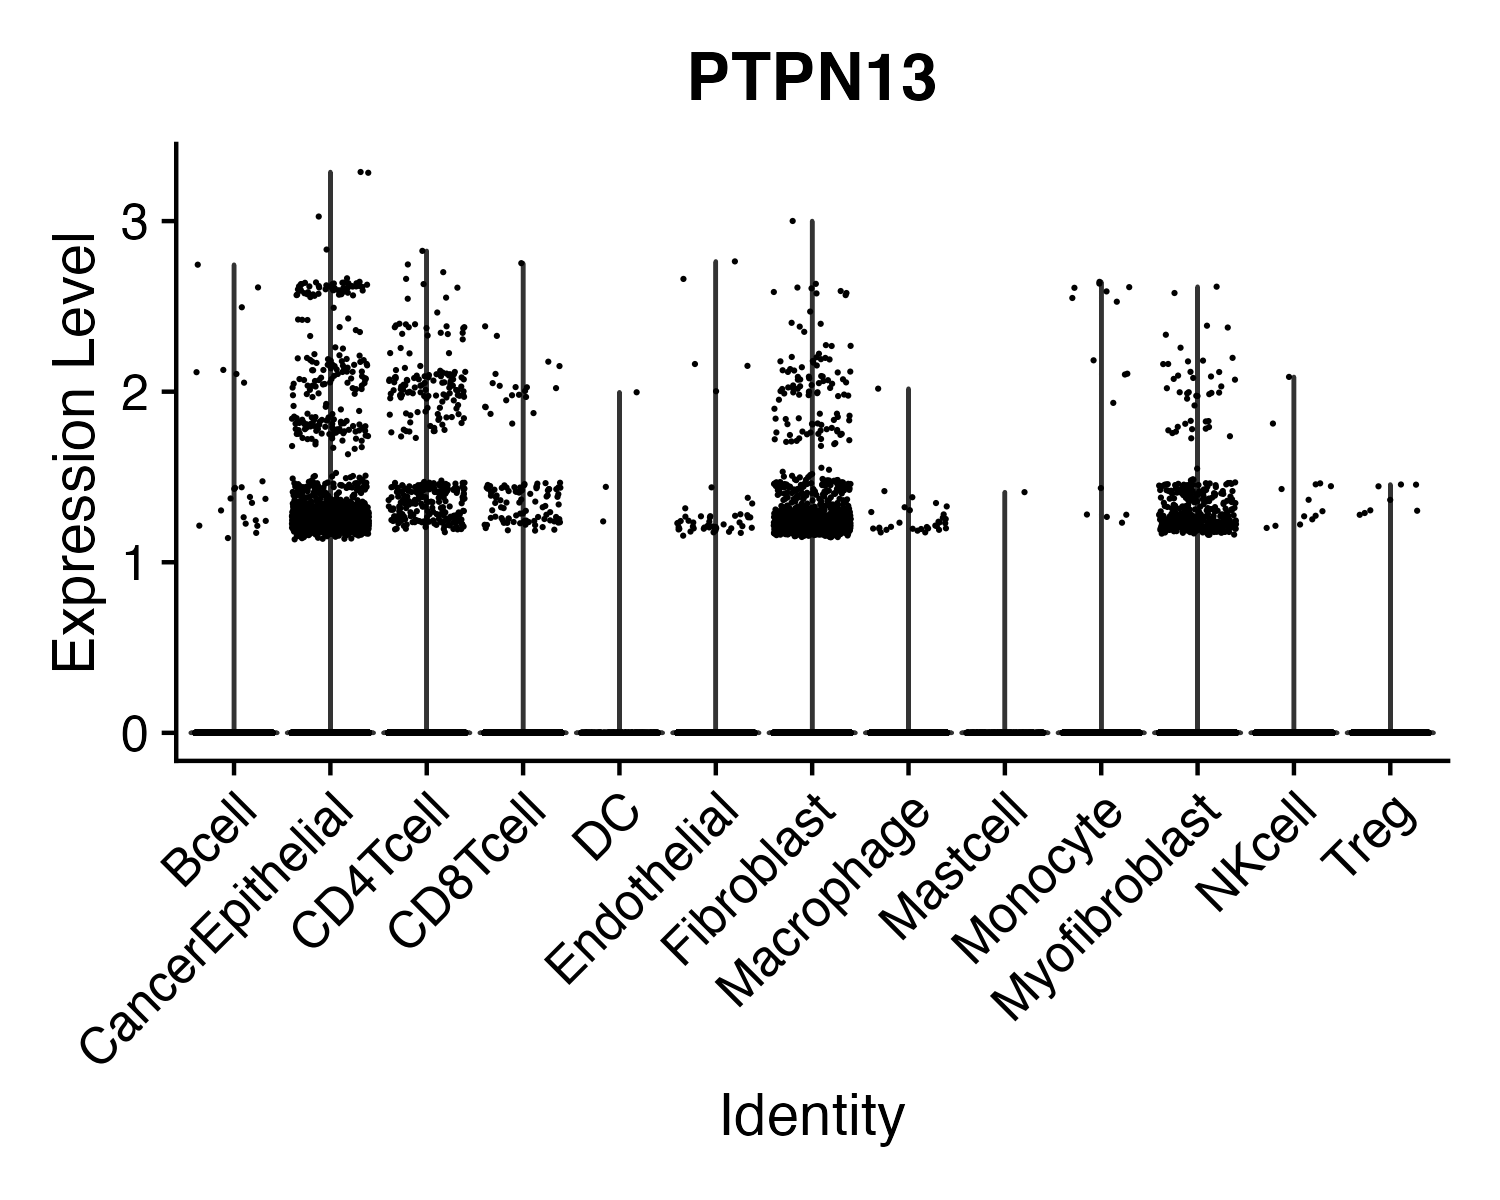 PTPN13
Expression Level
3
2
1
0
Bcell
CancerEpithelial
CD4Tcell
CD8Tcell
DC
Endothelial
Fibroblast
Macrophage
Mastcell
Monocyte
Myofibroblast
NKcell
Treg
Identity